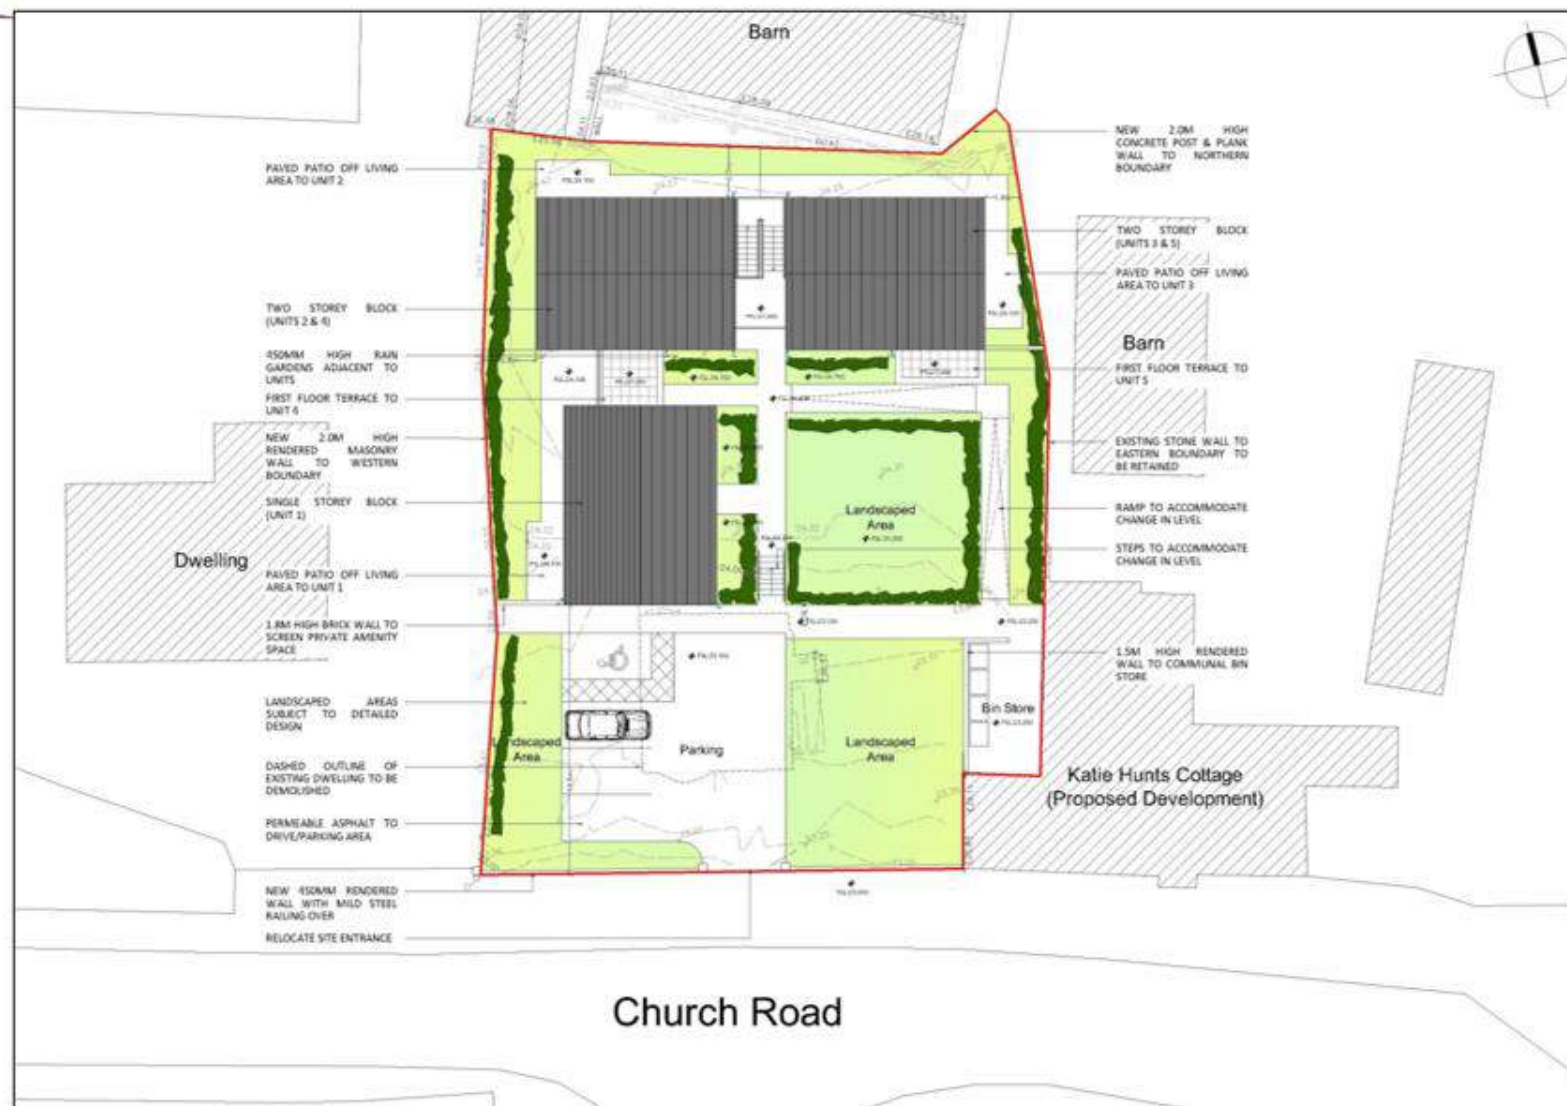 Barn
PAVED PATIO OFF LIVING
AREA TO UNIT 2
TWO STOREY BLOCK
(UNITS 2 & 4)
450MM HIGH RAIN
GARDENS ADJACENT TO
UNITS
FIRST FLOOR TERRACE TO
UNIT 4
NEW 2.0M HIGH
RENDERED MASONRY
WALL TO WESTERN
BOUNDARY
SINGLE STOREY BLOCK
(UNIT 1)
Dwelling
PAVED PATIO OFF LIVING
AREA TO UNIT 1
1.8M HIGH BRICK WALL TO
SCREEN PRIVATE AMENITY
SPACE
LANDSCAPED AREAS
SUBJECT TO DETAILED
DESIGN
DASHED OUTLINE OF
EXISTING DWELLING TO BE
DEMOLISHED
PERMEABLE ASPHALT TO
DRIVE/PARKING AREA
NEW 450MM RENDERED
WALL WITH MILD STEEL
RAILING OVER
RELOCATE SITE ENTRANCE
Landscaped
Area
Landscaped
Area
Parking
Landscaped
Area
Bin Store
NEW 2.0M HIGH
CONCRETE POST & PLANK
WALL TO NORTHERN
BOUNDARY
TWO STOREY BLOCK
(UNITS 3 & 5)
PAVED PATIO OFF LIVING
AREA TO UNIT 3
Barn
FIRST FLOOR TERRACE TO
UNIT 5
EXISTING STONE WALL TO
EASTERN BOUNDARY TO
BE RETAINED
RAMP TO ACCOMMODATE
CHANGE IN LEVEL
STEPS TO ACCOMMODATE
CHANGE IN LEVEL
1.5M HIGH RENDERED
WALL TO COMMUNAL BIN
STORE
Katie Hunts Cottage
(Proposed Development)
Church Road